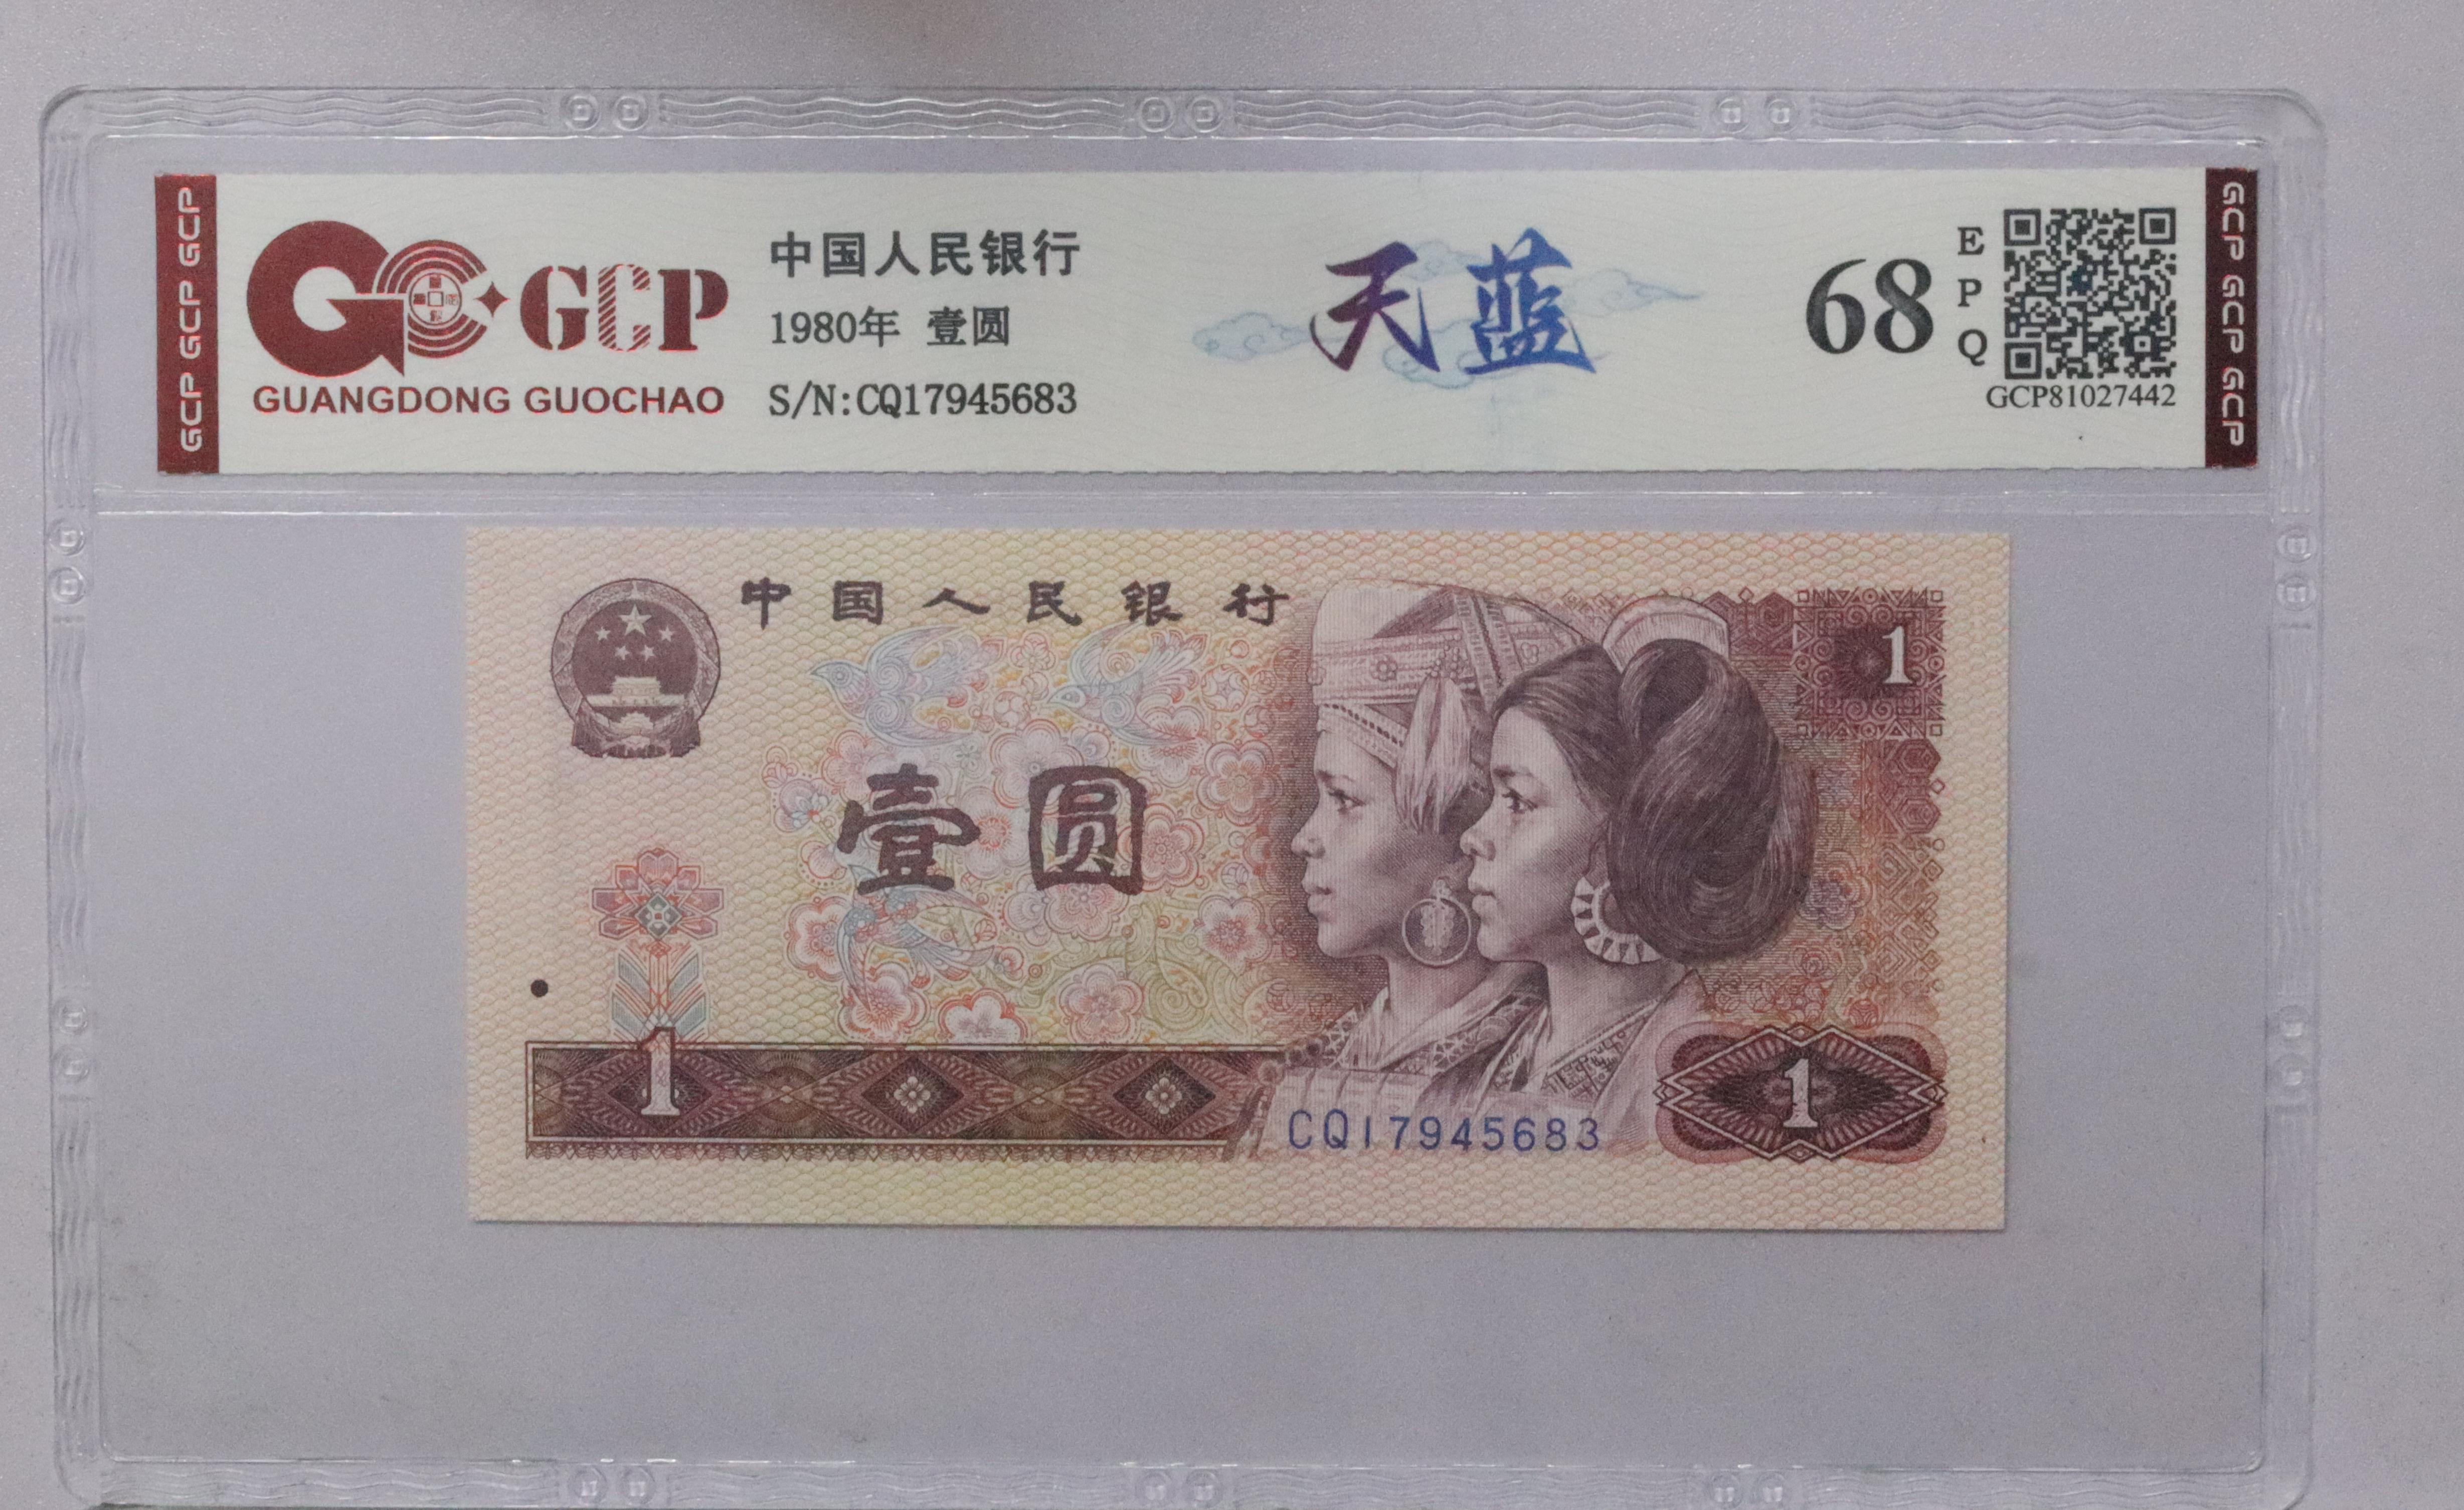 GCP GCP GCP
GCP
GUANGDONG GUOCHAO
中国人民银行
1980年 壹圆
S/N:CQ17945683
天蓝
68
E
P
Q
GCP81027442
GCP GCP GCP
中国人民银行
1
壹圆
1
CQ17945683
1